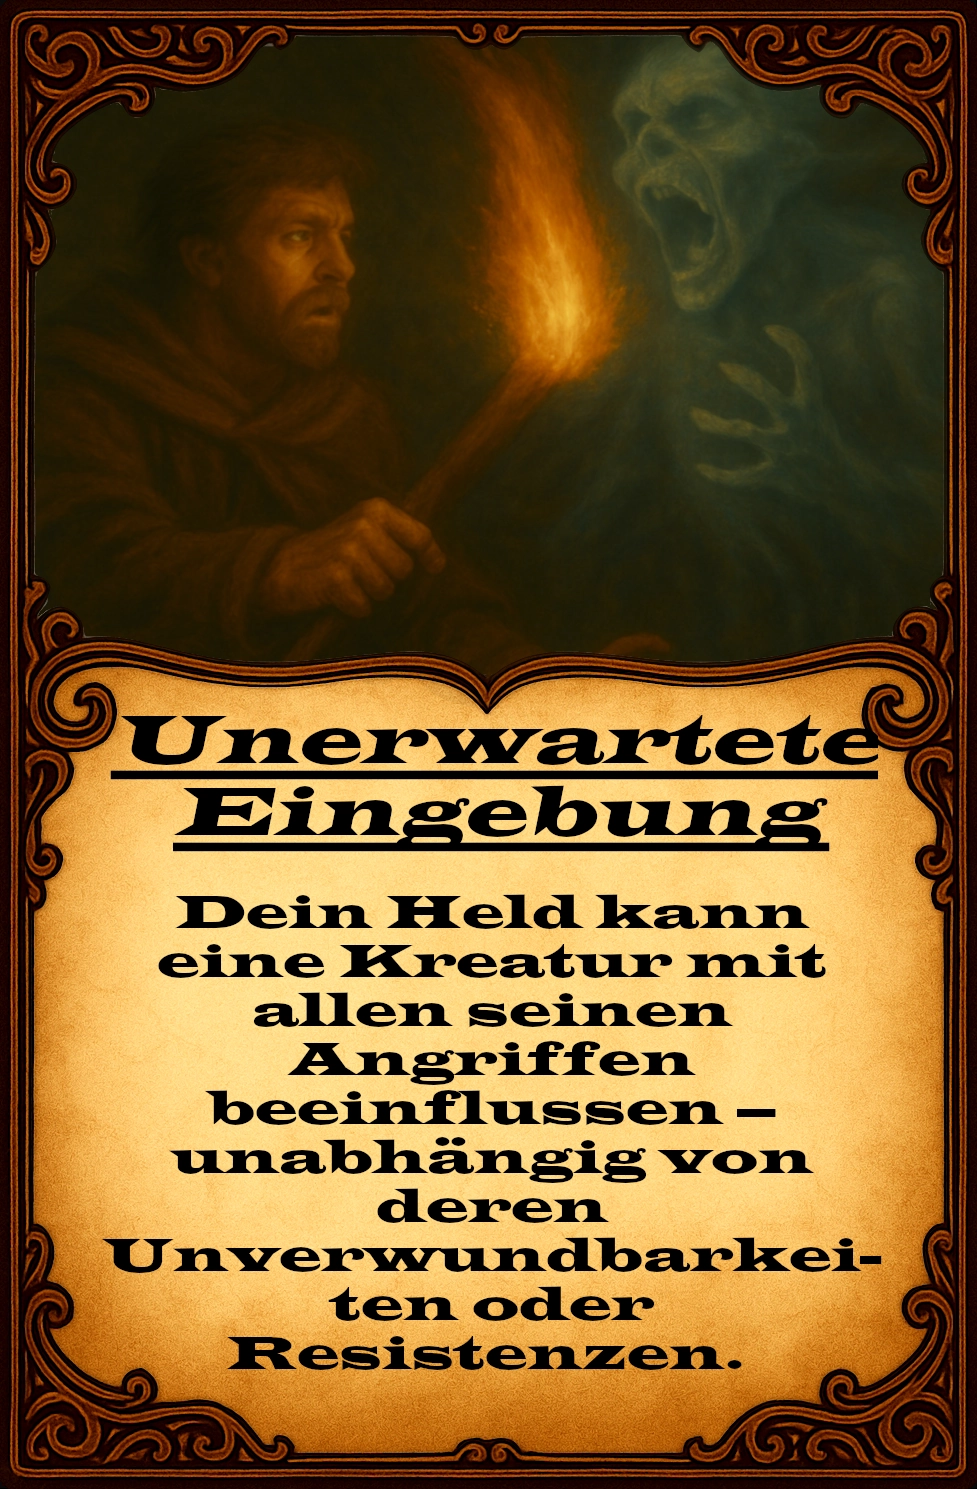 Unerwartete
Eingebung
Dein Held kann
eine Kreatur mit
allen seinen
Angriffen
beeinflussen –
unabhängig von
deren
Unverwundbarkei-
ten oder
Resistenzen.